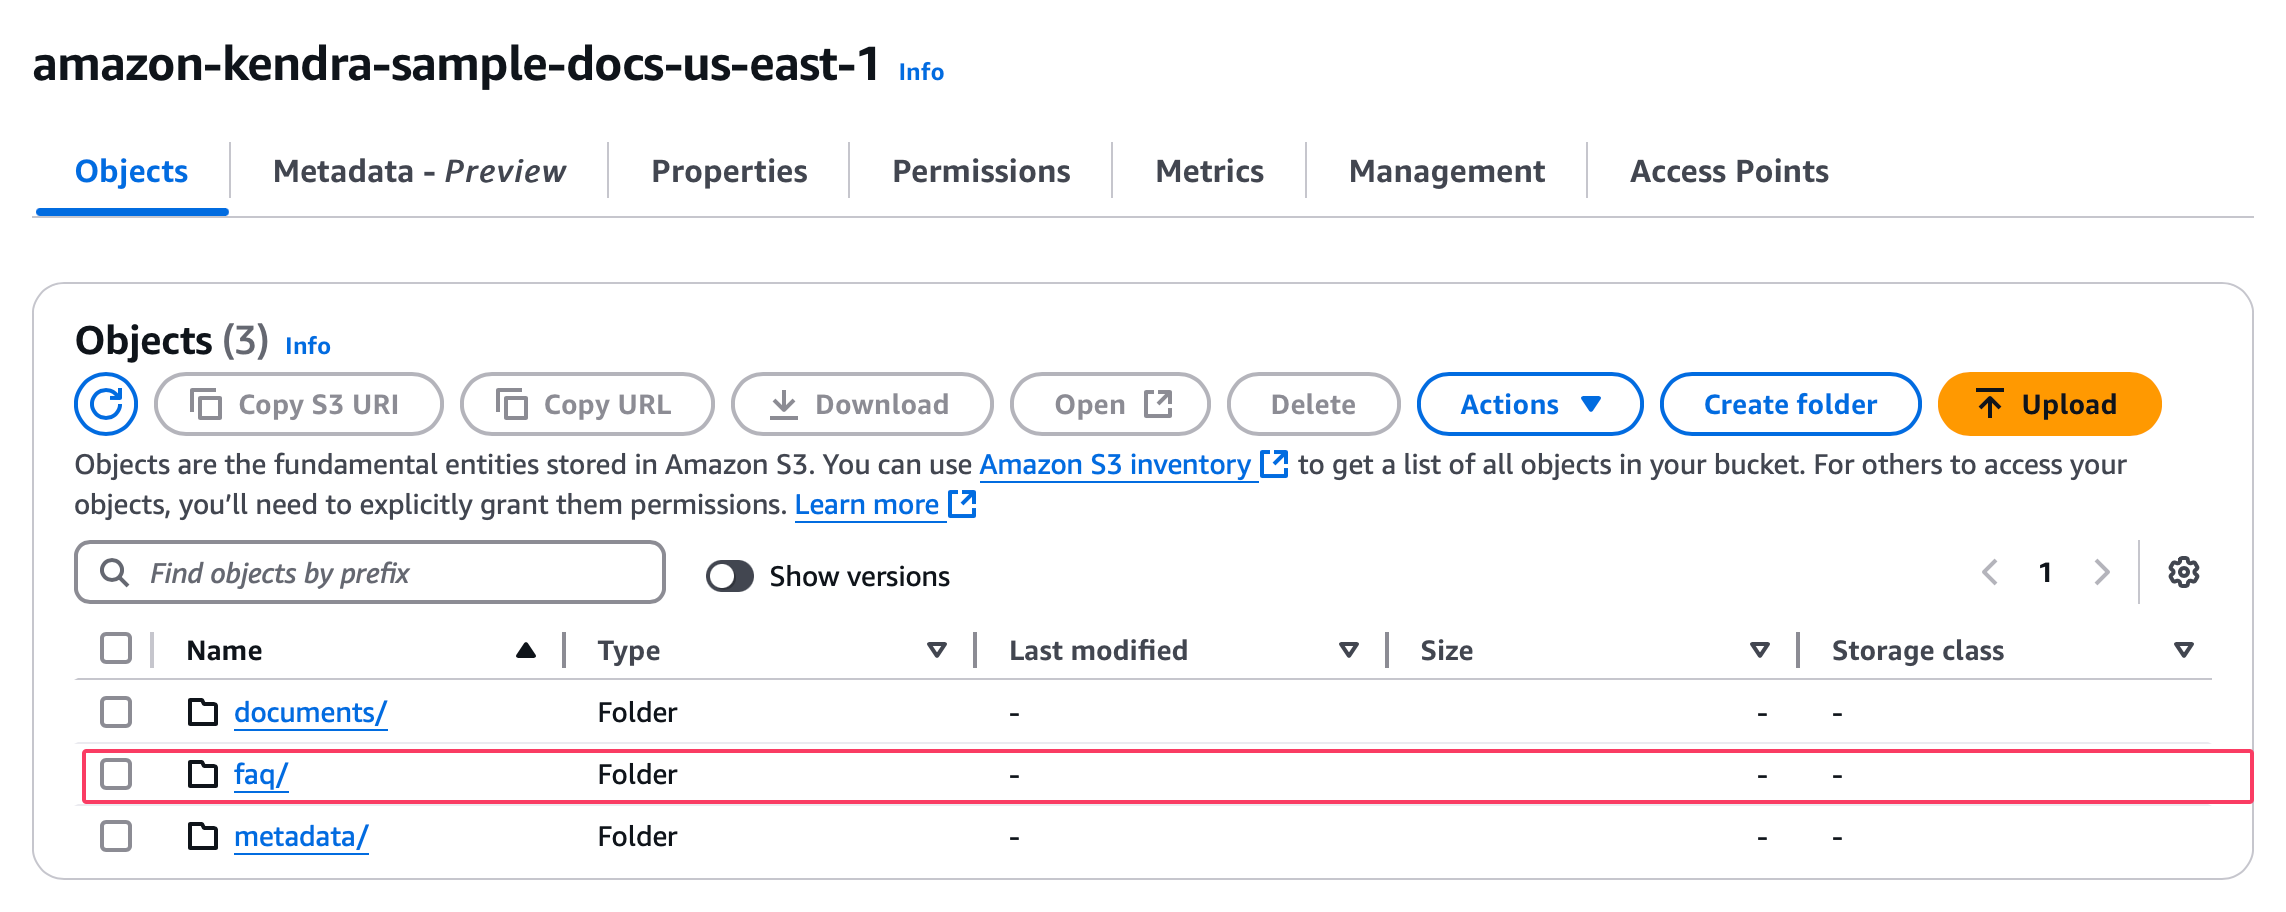 amazon-kendra-sample-docs-us-east-1 Info
Objects Metadata - Preview Properties Permissions Metrics Management Access Points
Objects (3) Info
Copy S3 URI Copy URL Download Open Delete Actions Create folder Upload
Objects are the fundamental entities stored in Amazon S3. You can use Amazon S3 inventory to get a list of all objects in your bucket. For others to access your
objects, you’ll need to explicitly grant them permissions. Learn more
Find objects by prefix Show versions 1
Name Type Last modified Size Storage class
documents/ Folder - - -
faq/ Folder - - -
metadata/ Folder - - -